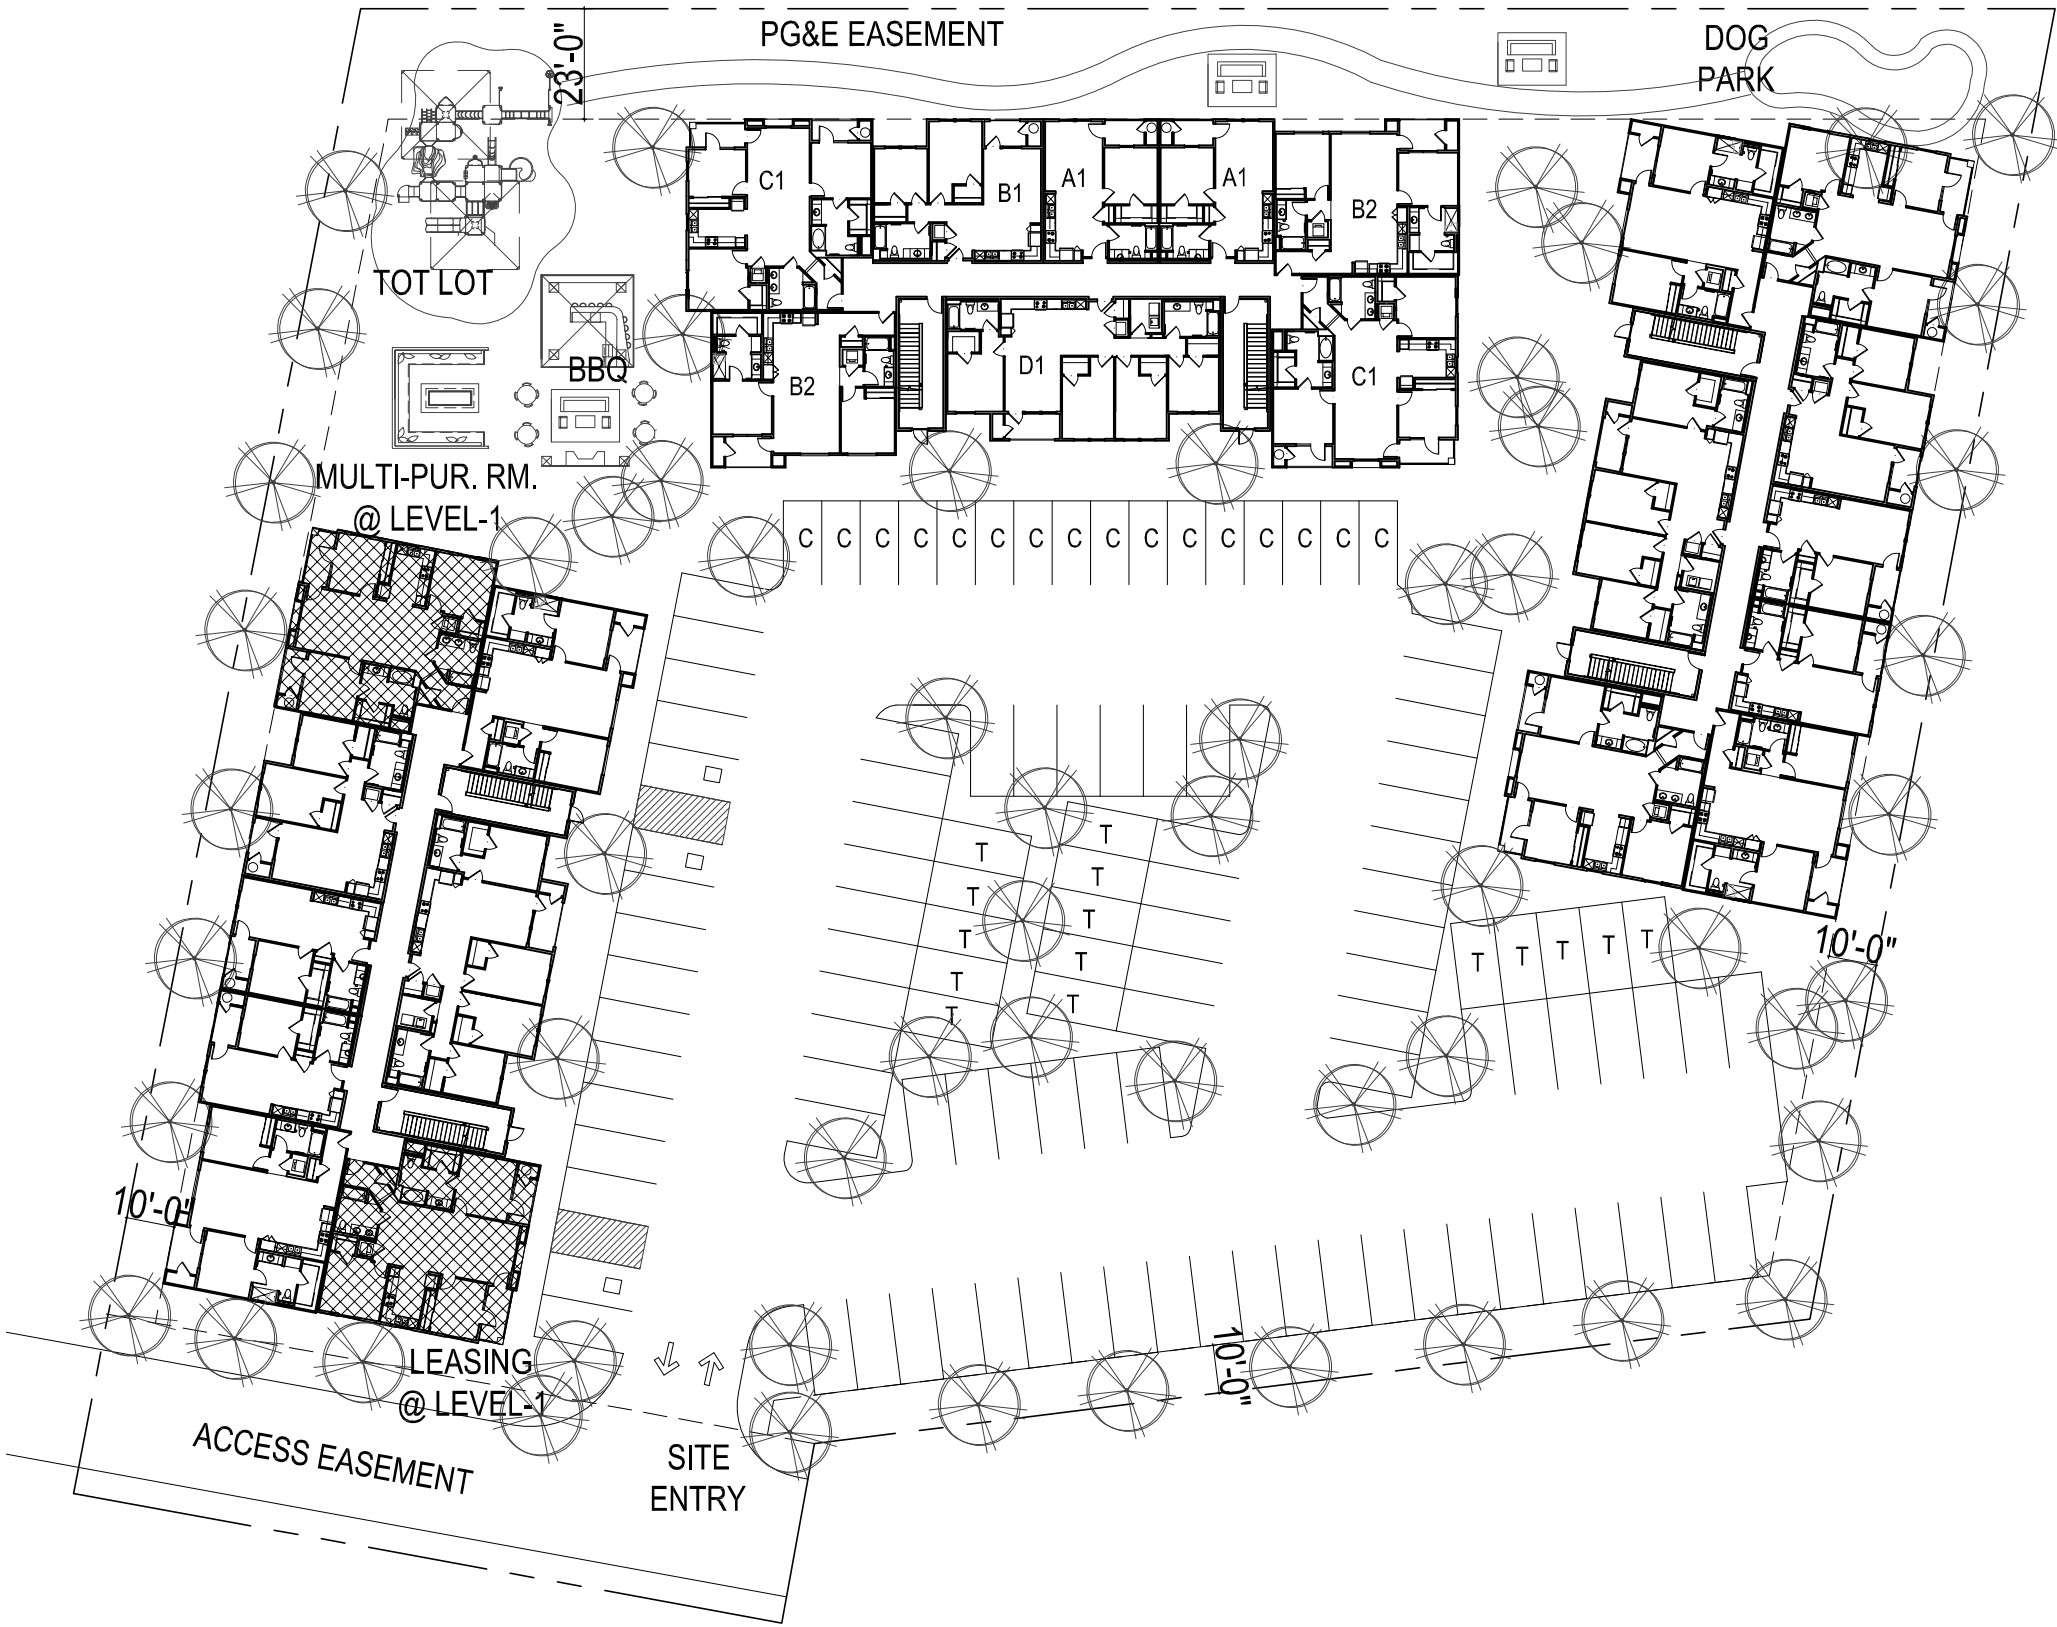 PG&E EASEMENT
DOG
PARK
23'-0"
TOT LOT
C1
B1
A1
A1
B2
BBQ
B2
D1
C1
MULTI-PUR. RM.
@ LEVEL-1
C C C C C C C C C C C C C C C C
T
T
T
T
T
T
T
T
T
T
T T T T T
10'-0"
10'-0"
10'-0"
LEASING
@ LEVEL-1
ACCESS EASEMENT
SITE
ENTRY